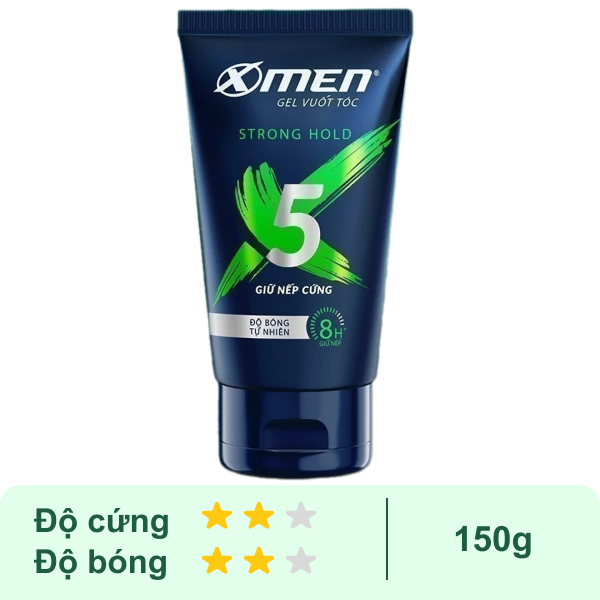 XMEN®
GEL VUỐT TÓC
STRONG HOLD
5
GIỮ NẾP CỨNG
ĐỘ BÓNG
TỰ NHIÊN
8H
GIỮ NẾP
Độ cứng
Độ bóng
150g